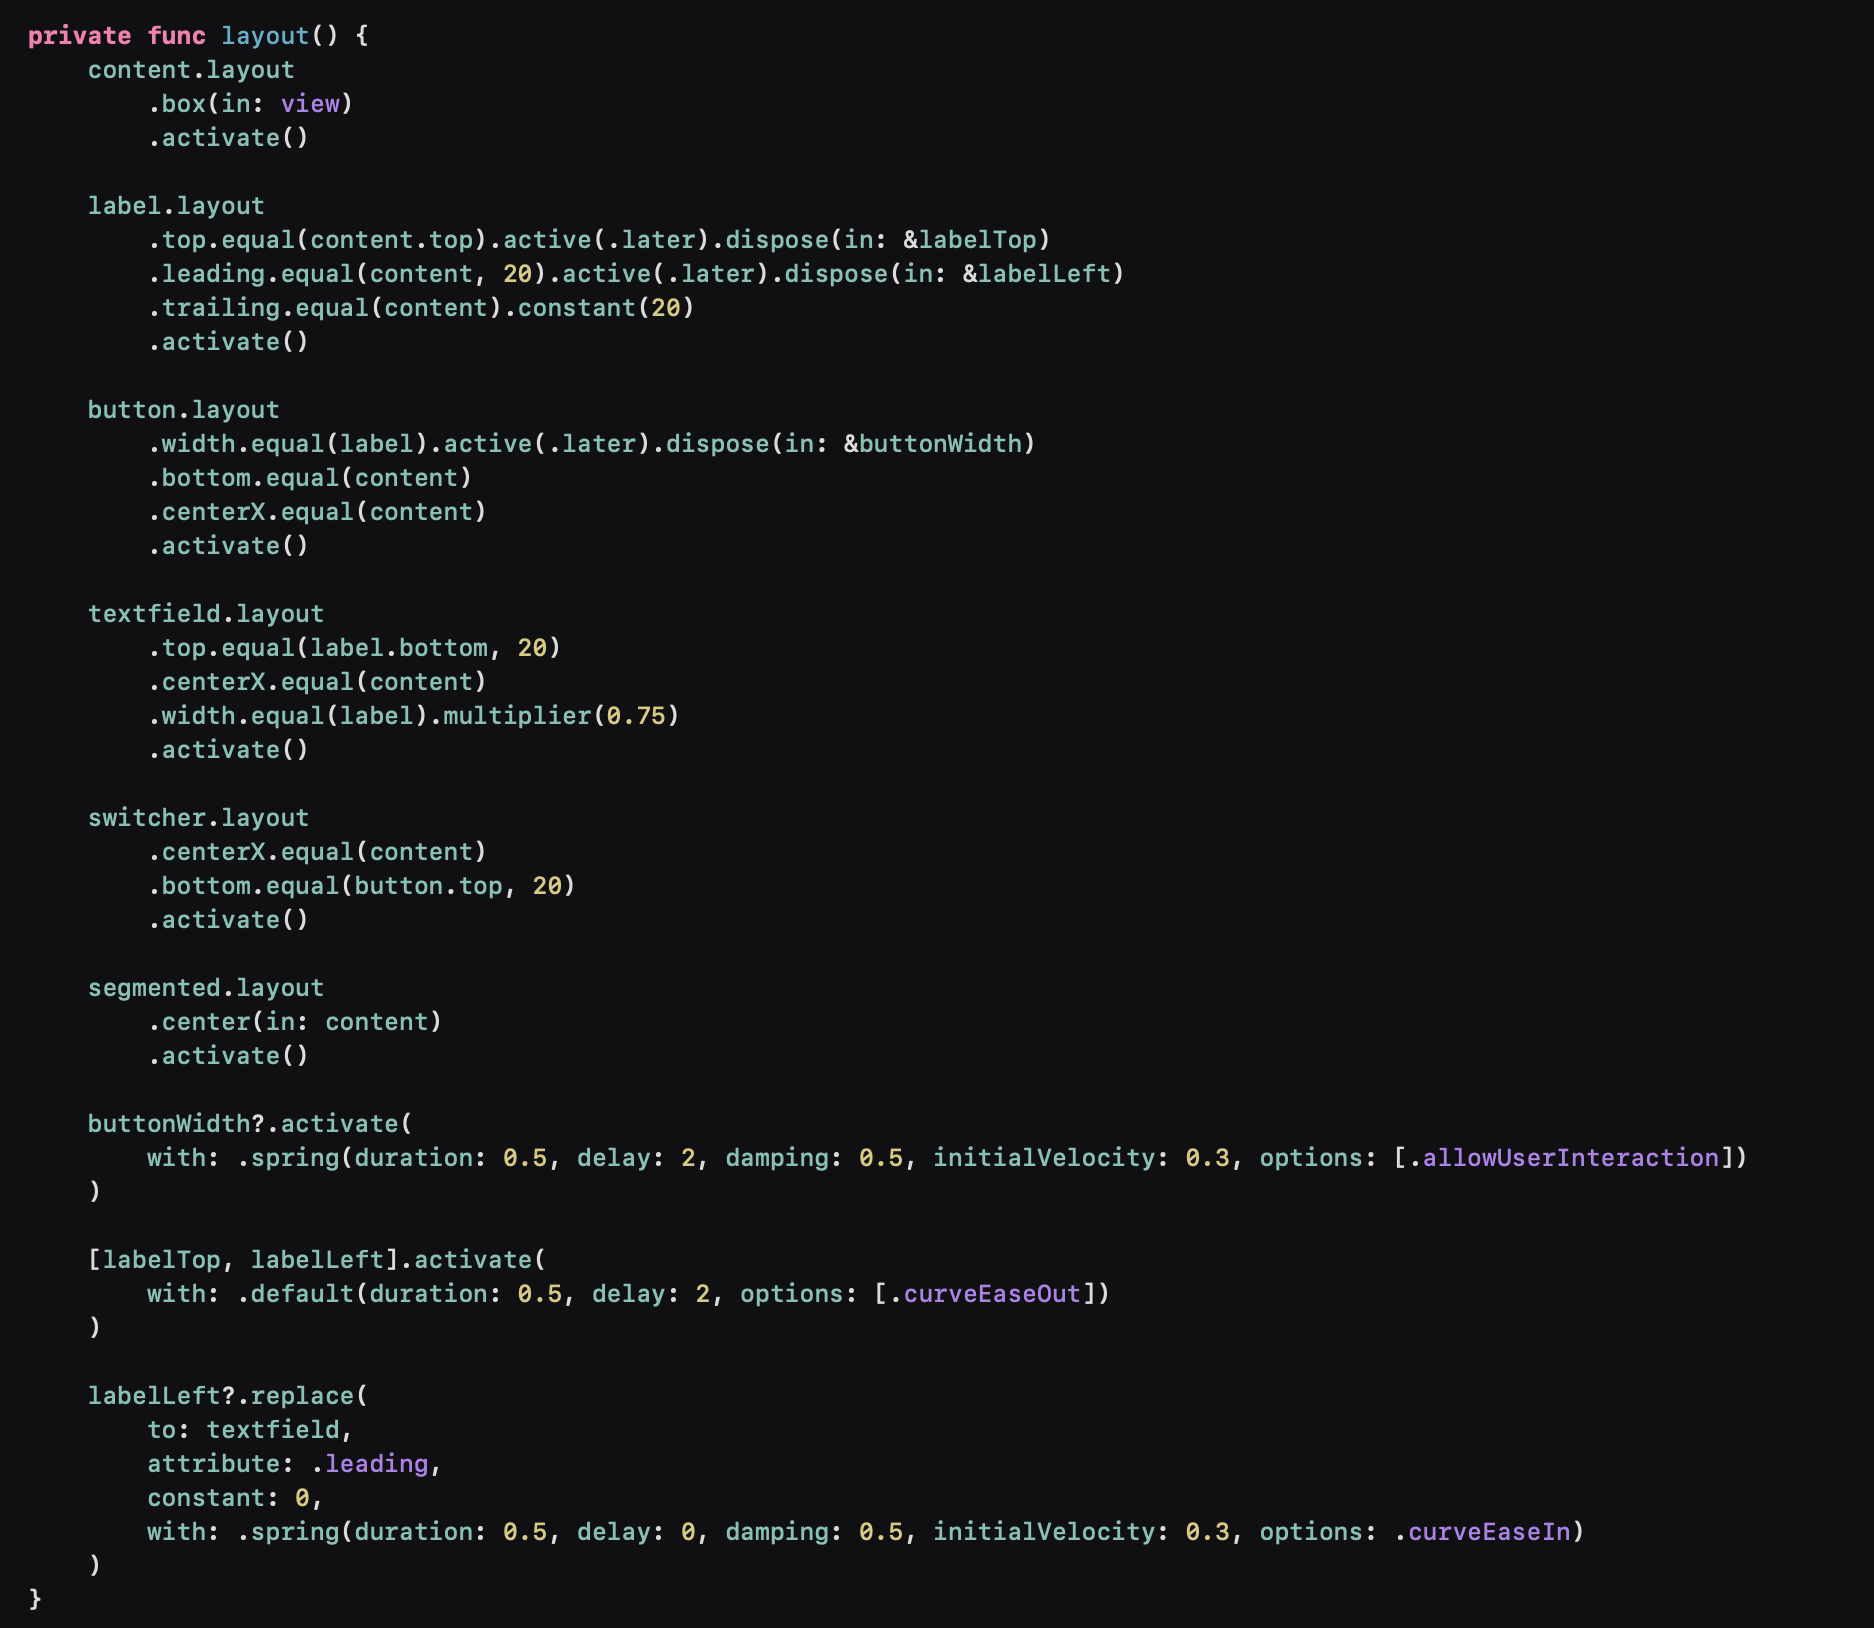 private func layout() {
    content.layout
        .box(in: view)
        .activate()

    label.layout
        .top.equal(content.top).active(.later).dispose(in: &labelTop)
        .leading.equal(content, 20).active(.later).dispose(in: &labelLeft)
        .trailing.equal(content).constant(20)
        .activate()

    button.layout
        .width.equal(label).active(.later).dispose(in: &buttonWidth)
        .bottom.equal(content)
        .centerX.equal(content)
        .activate()

    textfield.layout
        .top.equal(label.bottom, 20)
        .centerX.equal(content)
        .width.equal(label).multiplier(0.75)
        .activate()

    switcher.layout
        .centerX.equal(content)
        .bottom.equal(button.top, 20)
        .activate()

    segmented.layout
        .center(in: content)
        .activate()

    buttonWidth?.activate(
        with: .spring(duration: 0.5, delay: 2, damping: 0.5, initialVelocity: 0.3, options: [.allowUserInteraction])
    )

    [labelTop, labelLeft].activate(
        with: .default(duration: 0.5, delay: 2, options: [.curveEaseOut])
    )

    labelLeft?.replace(
        to: textfield,
        attribute: .leading,
        constant: 0,
        with: .spring(duration: 0.5, delay: 0, damping: 0.5, initialVelocity: 0.3, options: .curveEaseIn)
    )
}